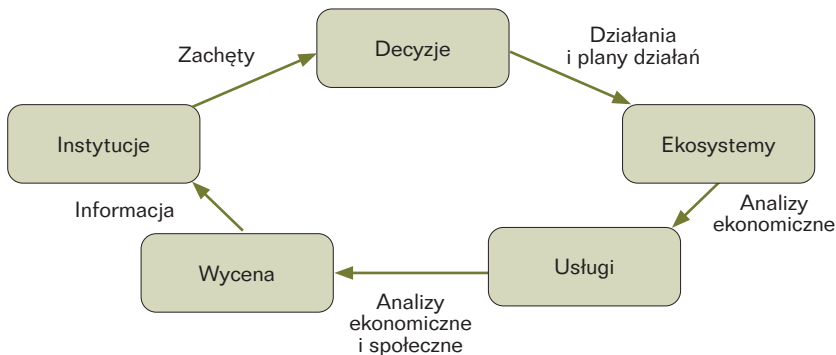 Decyzje
Działania
i plany działań
Ekosystemy
Analizy
ekonomiczne
Usługi
Analizy
ekonomiczne
i społeczne
Wycena
Informacja
Instytucje
Zachęty